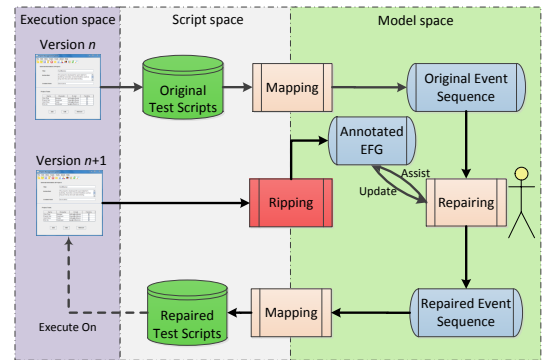 Execution space
Script space
Model space
Version n
Original
Test Scripts
Mapping
Original Event
Sequence
Annotated
EFG
Version n+1
Ripping
Assist
Update
Repairing
Execute On
Repaired
Test Scripts
Mapping
Repaired Event
Sequence